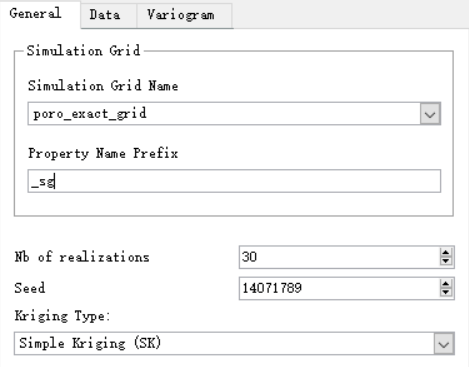 General Data Variogram
Simulation Grid
Simulation Grid Name
poro_exact_grid
Property Name Prefix
_sg
Nb of realizations 30
Seed 14071789
Kriging Type:
Simple Kriging (SK)